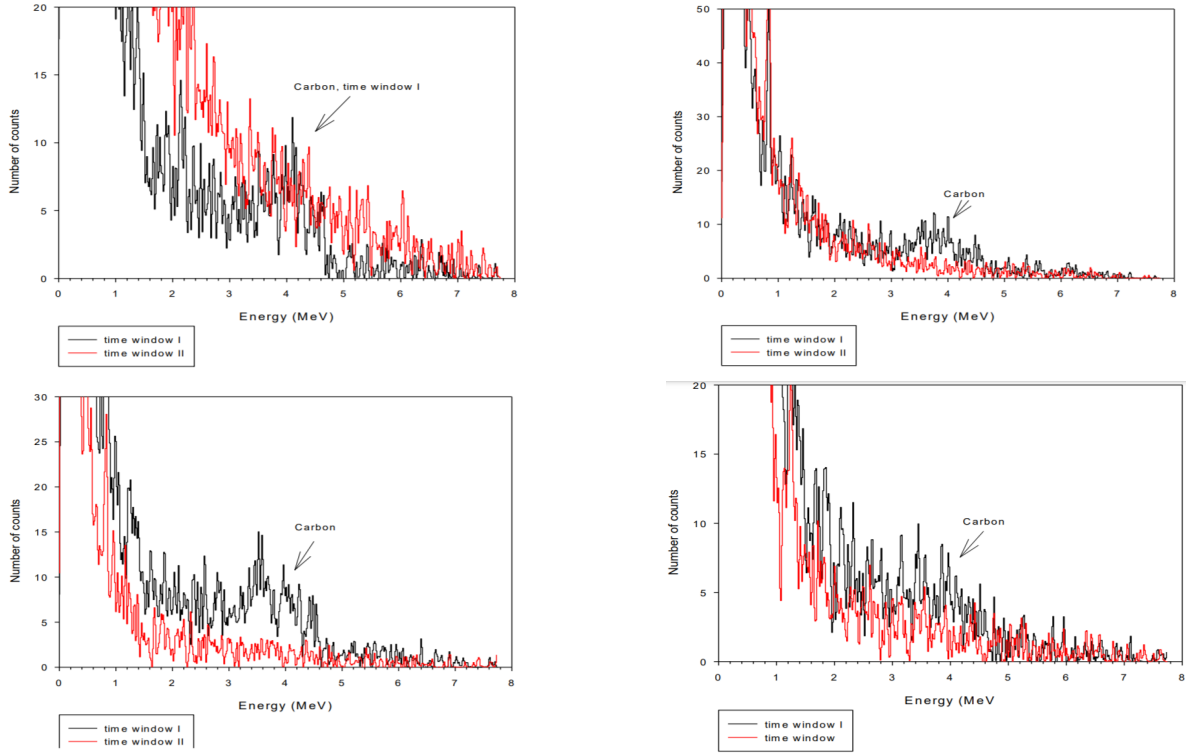 20
15
10
5
0
Number of counts
Carbon, time window I
0 1 2 3 4 5 6 7 8
Energy (MeV)
time window I
time window II
50
40
30
20
10
0
Number of counts
Carbon
0 1 2 3 4 5 6 7 8
Energy (MeV)
time window I
time window II
30
25
20
15
10
5
0
Number of counts
Carbon
0 1 2 3 4 5 6 7 8
Energy (MeV)
time window I
time window II
20
15
10
5
0
Number of counts
Carbon
0 1 2 3 4 5 6 7 8
Energy (MeV
time window I
time window